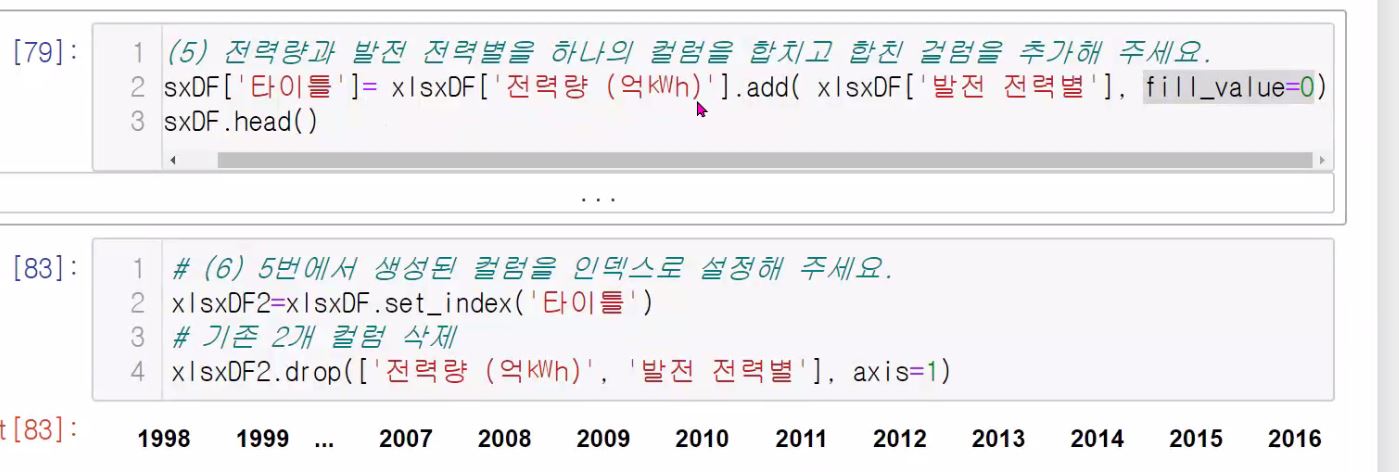 [79]:
1 (5) 전력량과 발전 전력별을 하나의 컬럼을 합치고 합친 걸럼을 추가해 주세요.
2 sxDF['타이틀']= xlsxDF['전력량 (억㎾h)'].add( xlsxDF['발전 전력별'], fill_value=0)
3 sxDF.head()
...
[83]:
1 # (6) 5번에서 생성된 컬럼을 인덱스로 설정해 주세요.
2 xlsxDF2=xlsxDF.set_index('타이틀')
3 # 기존 2개 컬럼 삭제
4 xlsxDF2.drop(['전력량 (억㎾h)', '발전 전력별'], axis=1)
t[83]:
1998 1999 ... 2007 2008 2009 2010 2011 2012 2013 2014 2015 2016